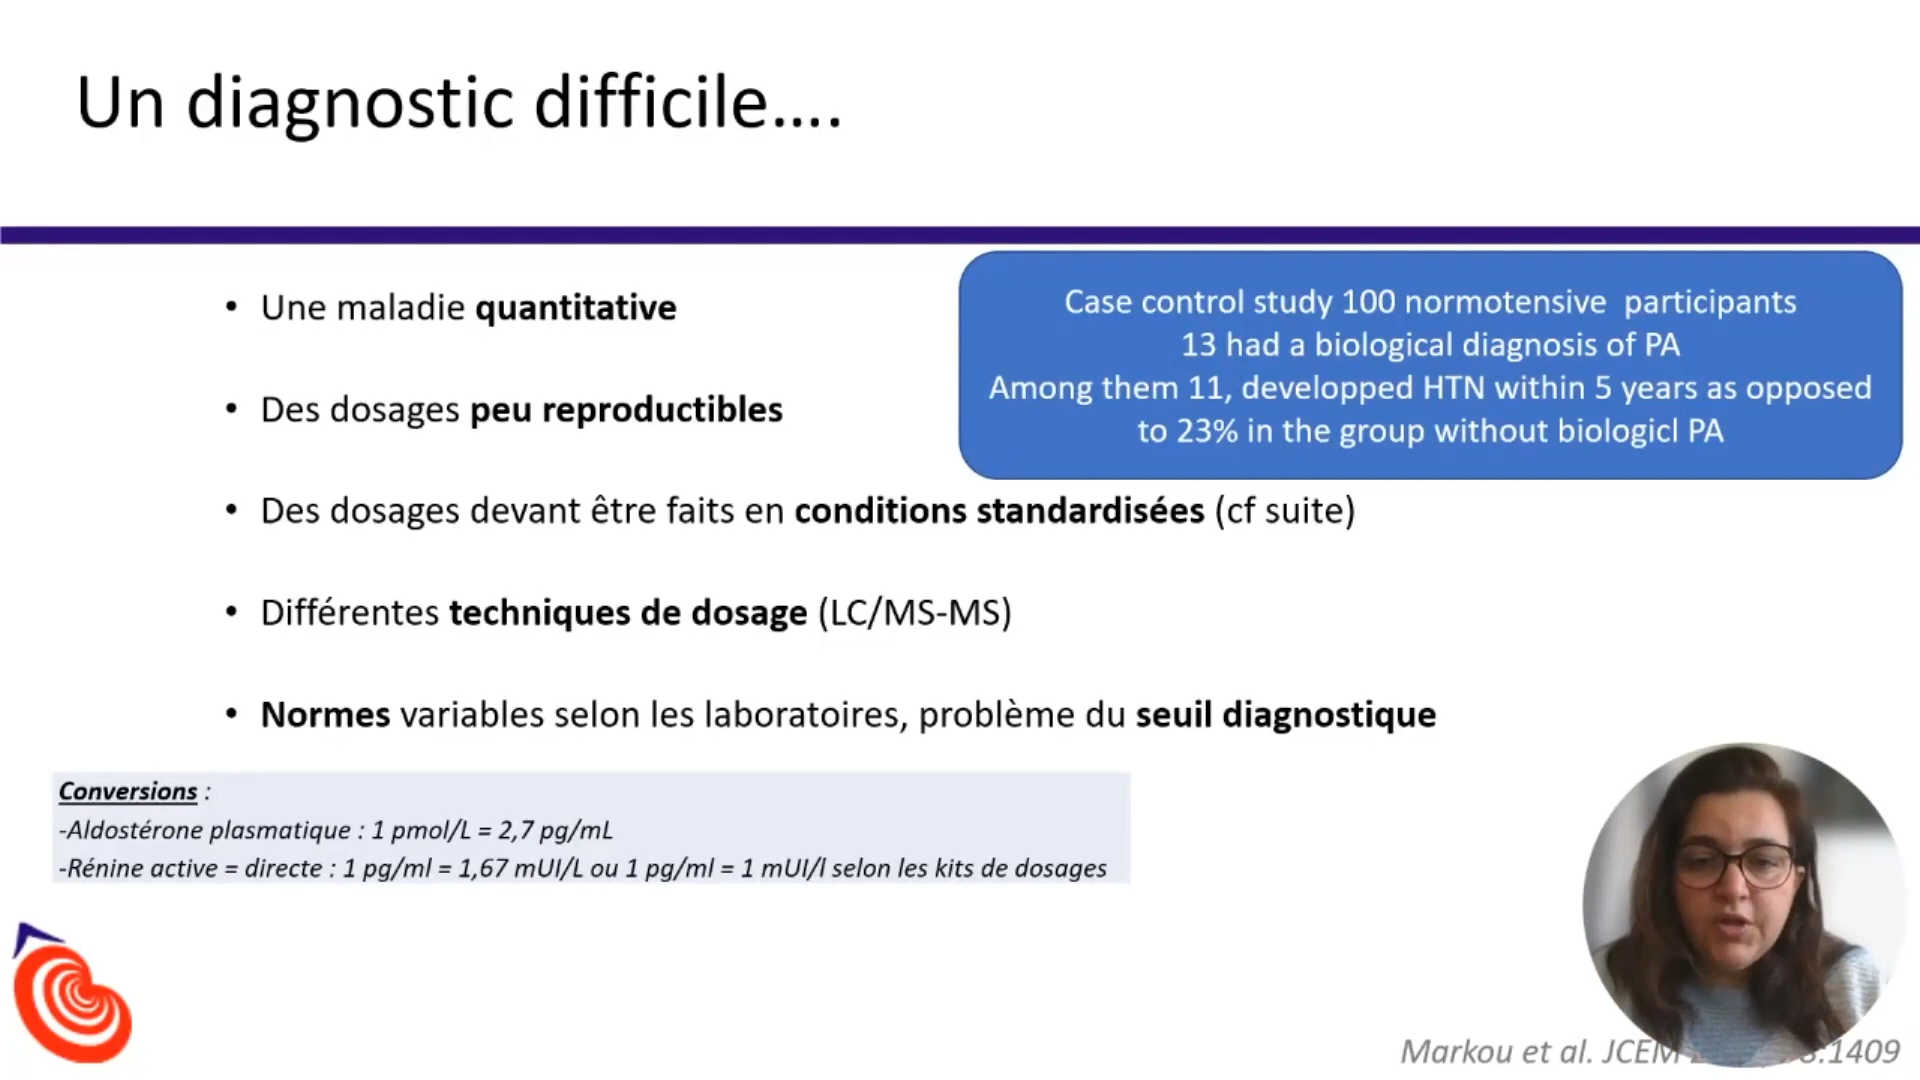 Un diagnostic difficile....
• Une maladie quantitative
• Des dosages peu reproductibles
Case control study 100 normotensive participants
13 had a biological diagnosis of PA
Among them 11, developped HTN within 5 years as opposed
to 23% in the group without biologicl PA
• Des dosages devant être faits en conditions standardisées (cf suite)
• Différentes techniques de dosage (LC/MS-MS)
• Normes variables selon les laboratoires, problème du seuil diagnostique
Conversions :
-Aldostérone plasmatique : 1 pmol/L = 2,7 pg/mL
-Rénine active = directe : 1 pg/ml = 1,67 mUI/L ou 1 pg/ml = 1 mUI/l selon les kits de dosages
Markou et al. JCEM :1409